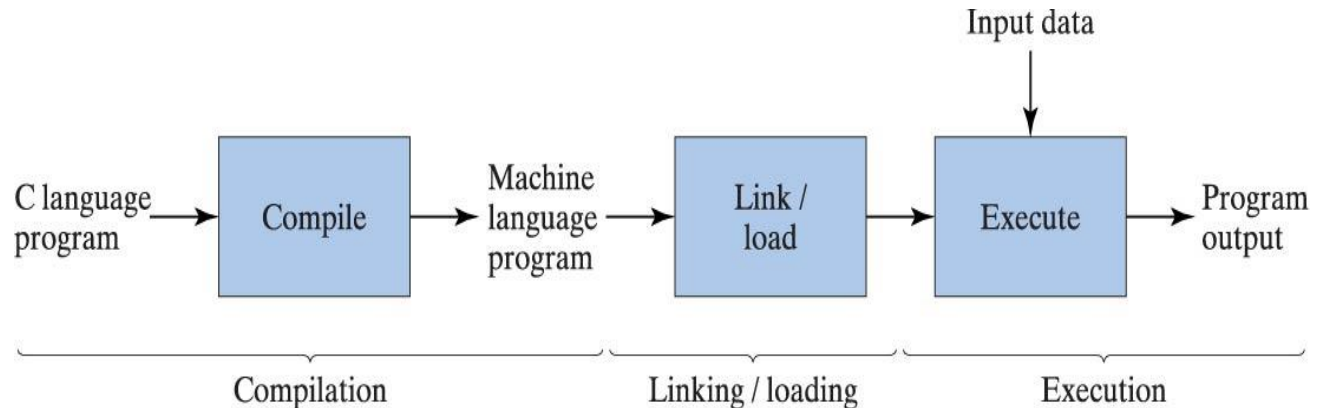 Input data
C language
program
Compile
Machine
language
program
Link /
load
Execute
Program
output
Compilation
Linking / loading
Execution